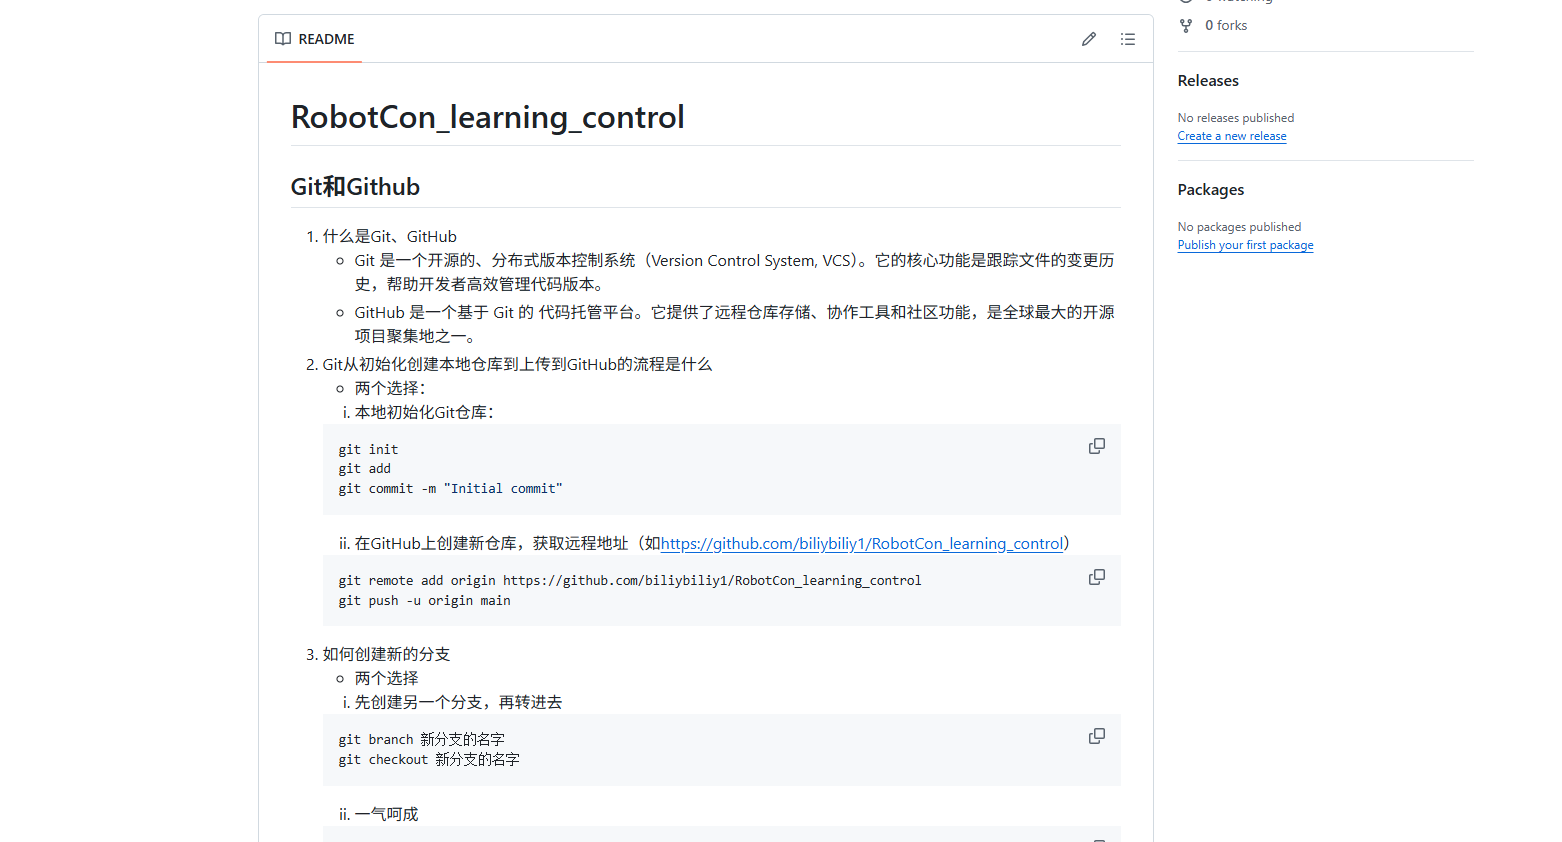 README
RobotCon_learning_control
Git和Github
1. 什么是Git、GitHub
Git 是一个开源的、分布式版本控制系统（Version Control System, VCS）。它的核心功能是跟踪文件的变更历
史，帮助开发者高效管理代码版本。
GitHub 是一个基于 Git 的 代码托管平台。它提供了远程仓库存储、协作工具和社区功能，是全球最大的开源
项目聚集地之一。
2. Git从初始化创建本地仓库到上传到GitHub的流程是什么
两个选择：
i. 本地初始化Git仓库：
git init
git add
git commit -m "Initial commit"
ii. 在GitHub上创建新仓库，获取远程地址（如https://github.com/biliybiliy1/RobotCon_learning_control）
git remote add origin https://github.com/biliybiliy1/RobotCon_learning_control
git push -u origin main
3. 如何创建新的分支
两个选择
i. 先创建另一个分支，再转进去
git branch 新分支的名字
git checkout 新分支的名字
ii. 一气呵成
0 watching
0 forks
Releases
No releases published
Create a new release
Packages
No packages published
Publish your first package